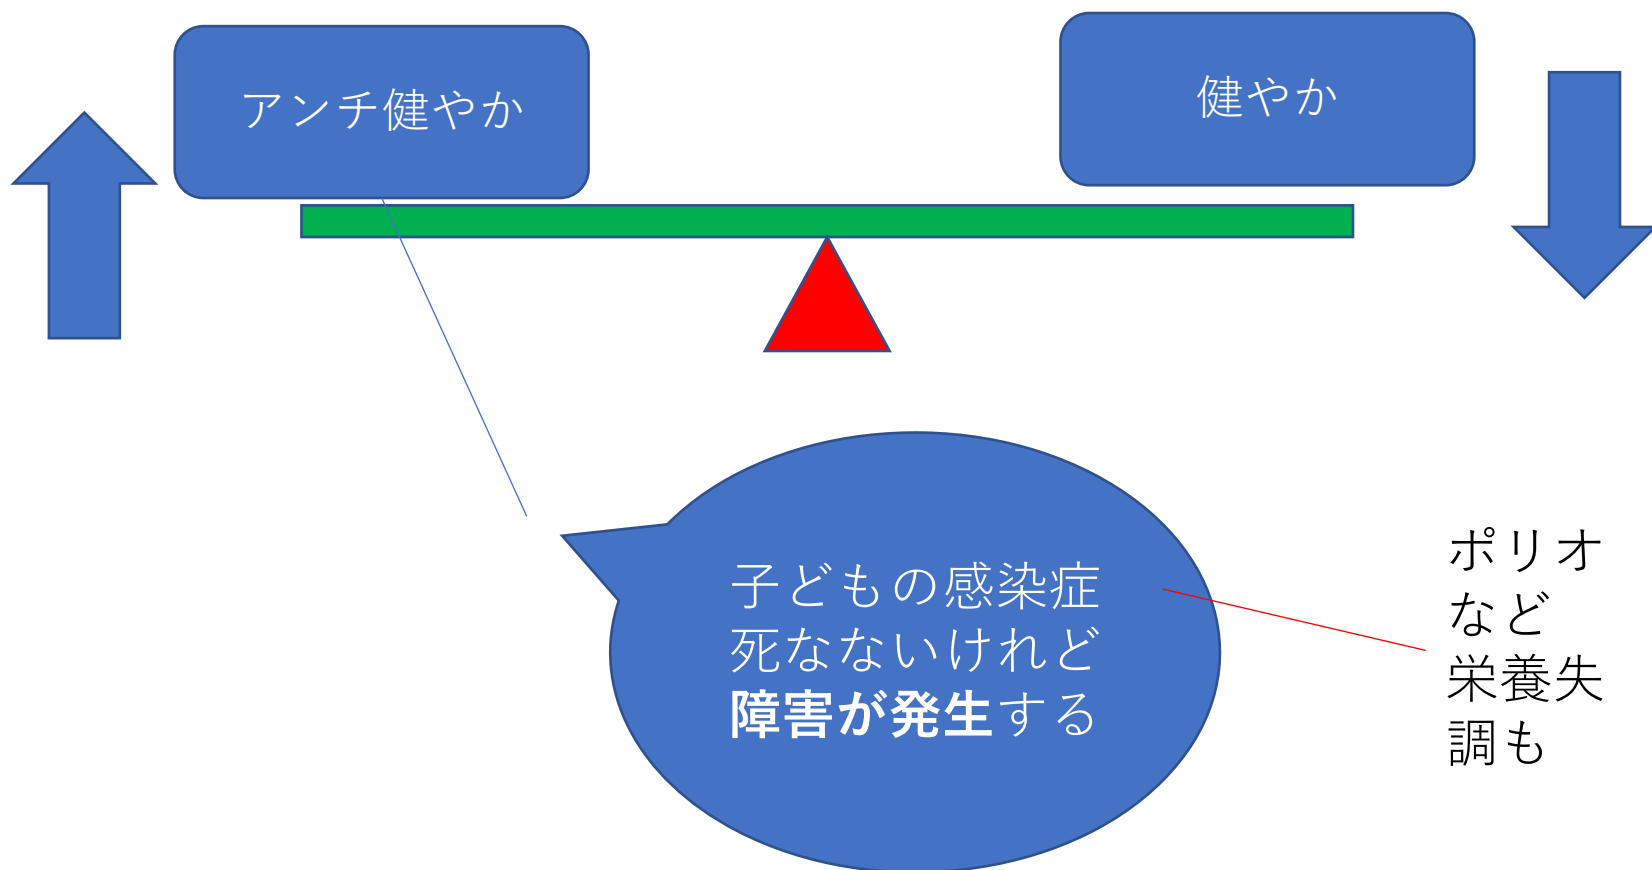 アンチ健やか
健やか
子どもの感染症
死なないけれど
障害が発生する
ポリオ
など
栄養失
調も